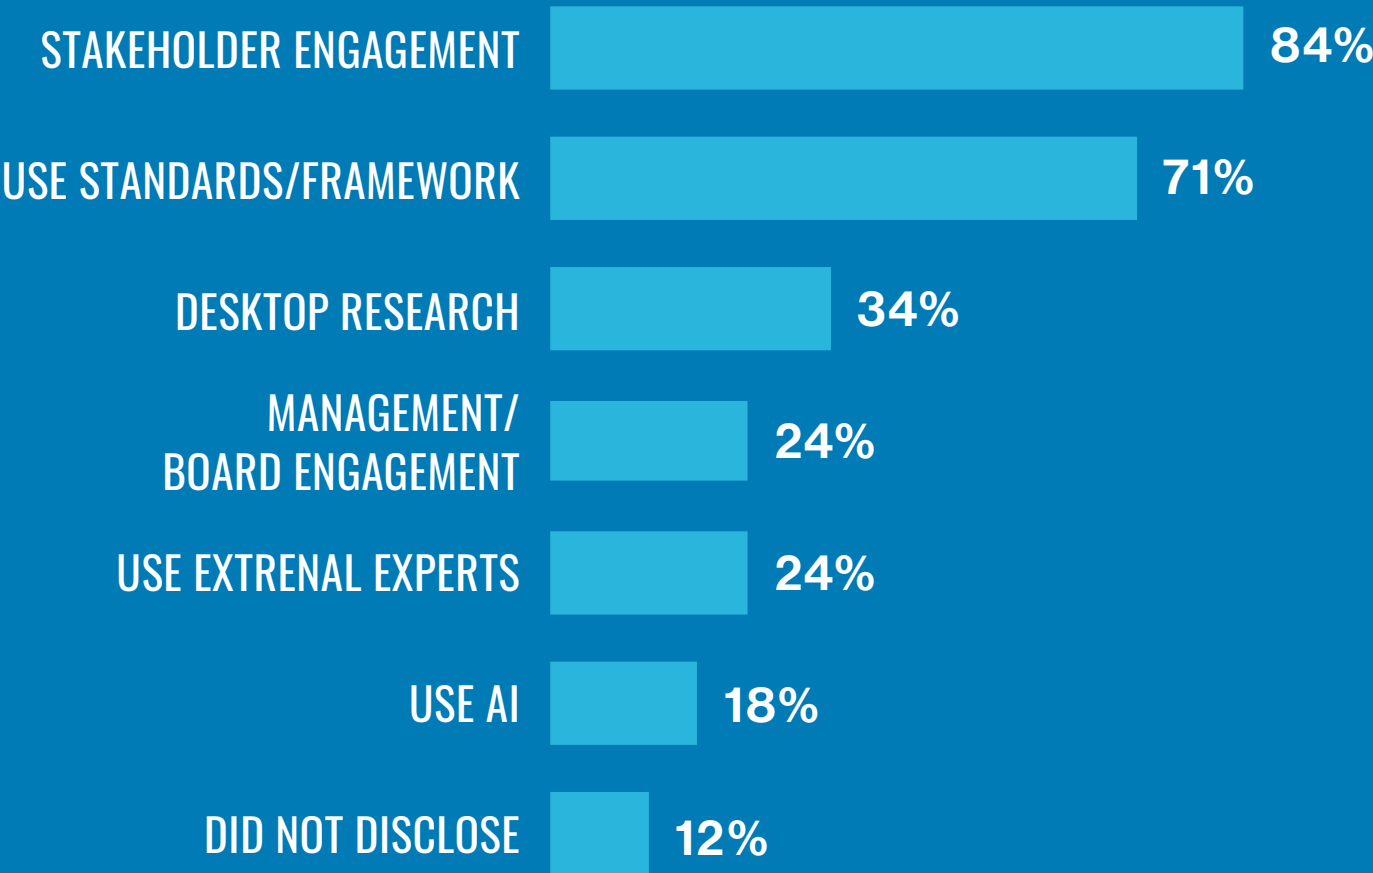 STAKEHOLDER ENGAGEMENT 84%
USE STANDARDS/FRAMEWORK 71%
DESKTOP RESEARCH 34%
MANAGEMENT/
BOARD ENGAGEMENT 24%
USE EXTRENAL EXPERTS 24%
USE AI 18%
DID NOT DISCLOSE 12%